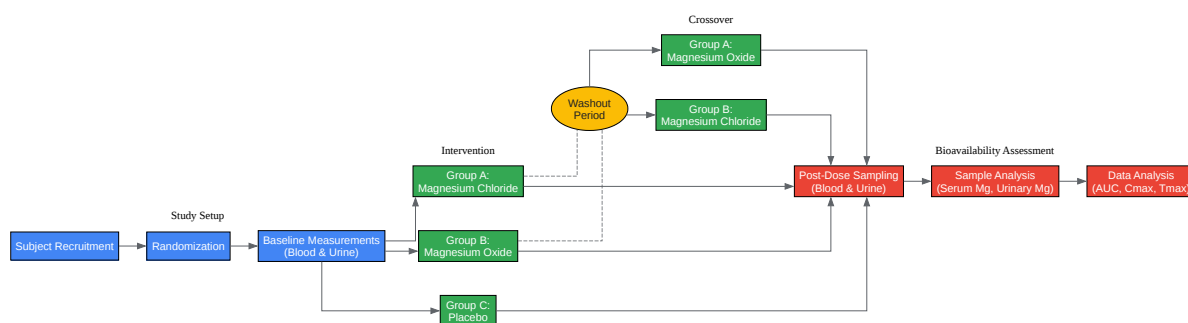 Crossover
Group A:
Magnesium Oxide
Washout
Period
Group B:
Magnesium Chloride
Intervention
Bioavailability Assessment
Group A:
Magnesium Chloride
Post-Dose Sampling
(Blood & Urine)
Sample Analysis
(Serum Mg, Urinary Mg)
Data Analysis
(AUC, Cmax, Tmax)
Study Setup
Subject Recruitment
Randomization
Baseline Measurements
(Blood & Urine)
Group B:
Magnesium Oxide
Group C:
Placebo